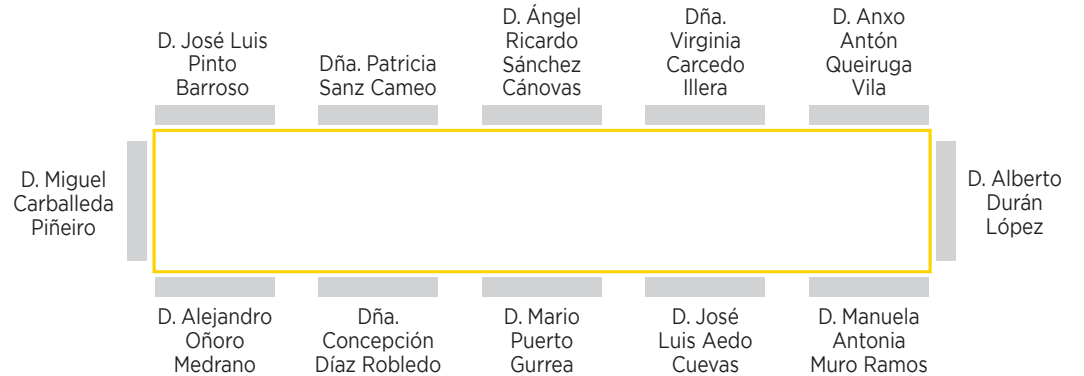 D. José Luis
Pinto
Barroso
Dña. Patricia
Sanz Cameo
D. Ángel
Ricardo
Sánchez
Cánovas
Dña.
Virginia
Carcedo
Illera
D. Anxo
Antón
Queiruga
Vila
D. Miguel
Carballeda
Piñeiro
D. Alberto
Durán
López
D. Alejandro
Oñoro
Medrano
Dña.
Concepción
Díaz Robledo
D. Mario
Puerto
Gurrea
D. José
Luis Aedo
Cuevas
D. Manuela
Antonia
Muro Ramos